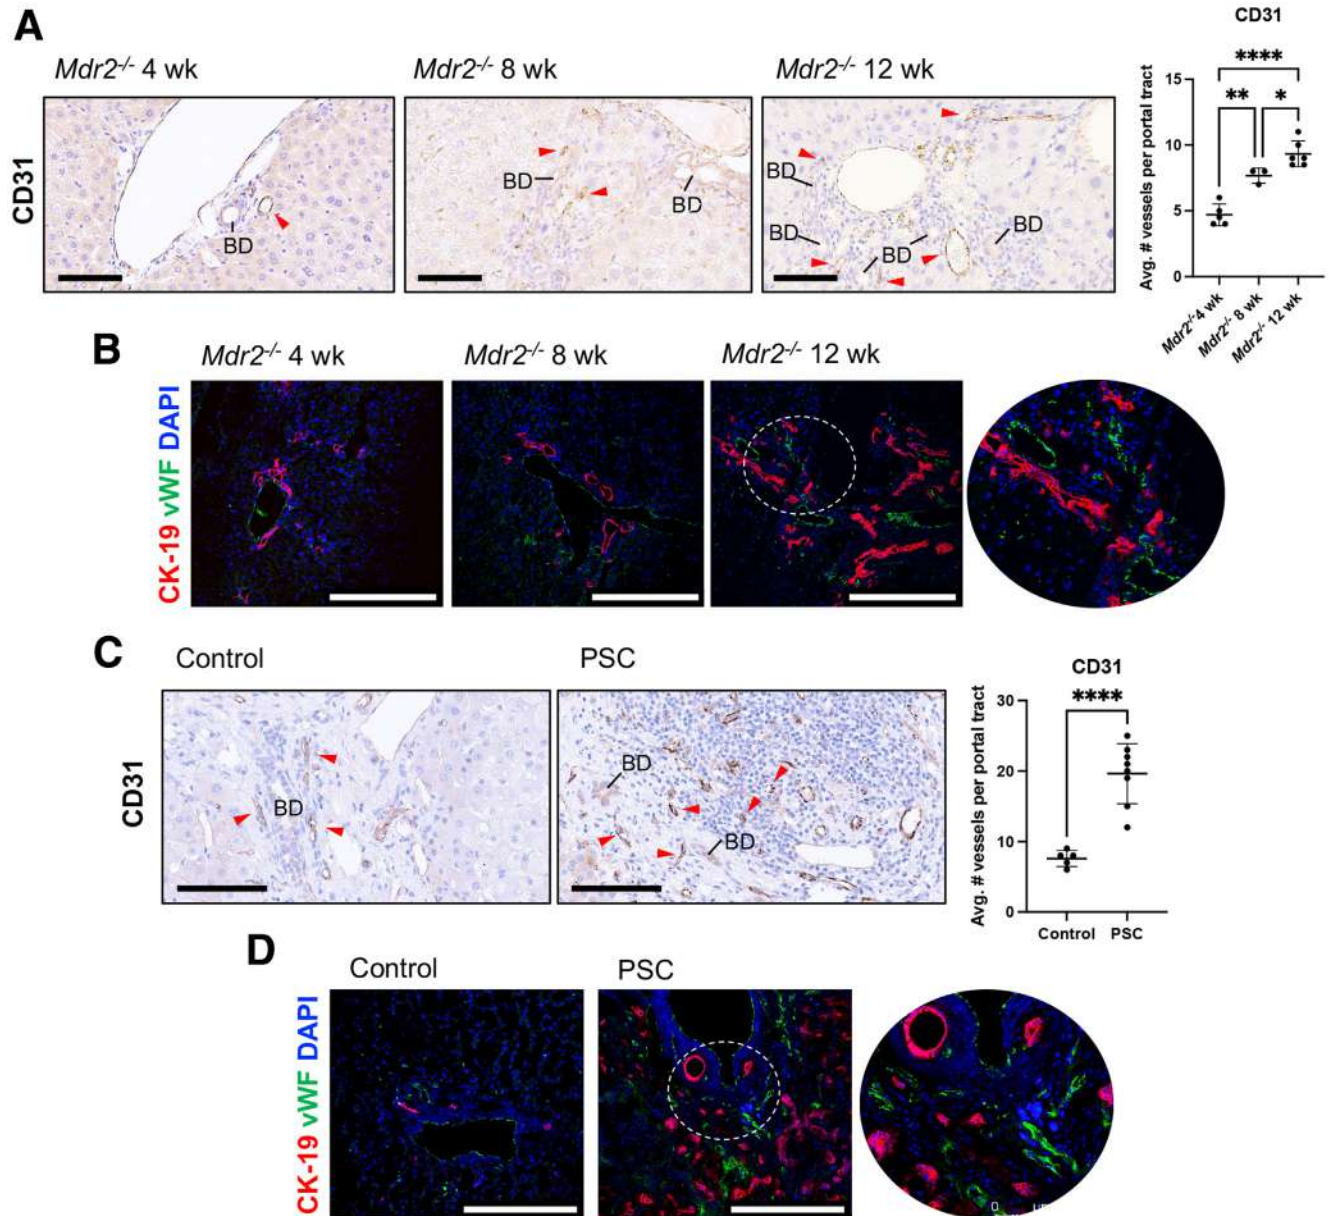 A
Mdr2-/- 4 wk
Mdr2-/- 8 wk
Mdr2-/- 12 wk
CD31
BD
BD
BD
BD
BD
BD
BD
CD31
Avg. # vessels per portal tract
15
10
5
0
****
**
*
Mdr2-/- 4 wk
Mdr2-/- 8 wk
Mdr2-/- 12 wk
B
Mdr2-/- 4 wk
Mdr2-/- 8 wk
Mdr2-/- 12 wk
CK-19 vWF DAPI
C
Control
PSC
CD31
BD
BD
BD
CD31
Avg. # vessels per portal tract
30
20
10
0
****
Control
PSC
D
Control
PSC
CK-19 vWF DAPI
0